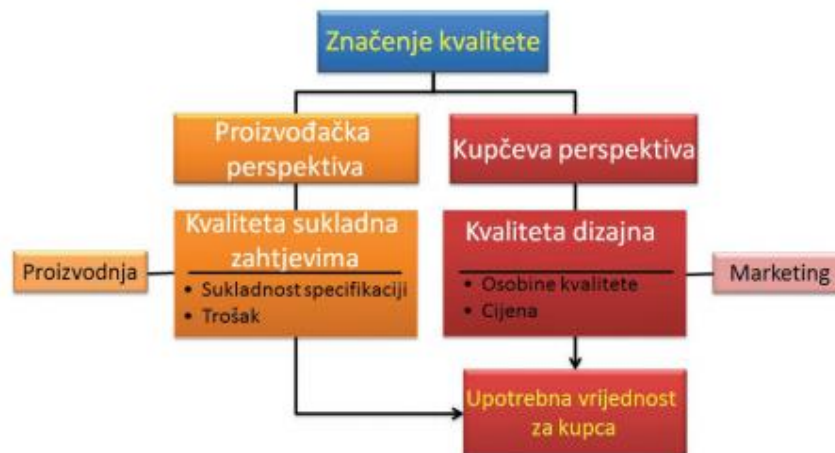 Značenje kvalitete
Proizvođačka
perspektiva
Kupčeva perspektiva
Kvaliteta sukladna
zahtjevima
• Sukladnost specifikaciji
• Trošak
Kvaliteta dizajna
• Osobine kvalitete
• Cijena
Proizvodnja
Marketing
Upotrebna vrijednost
za kupca